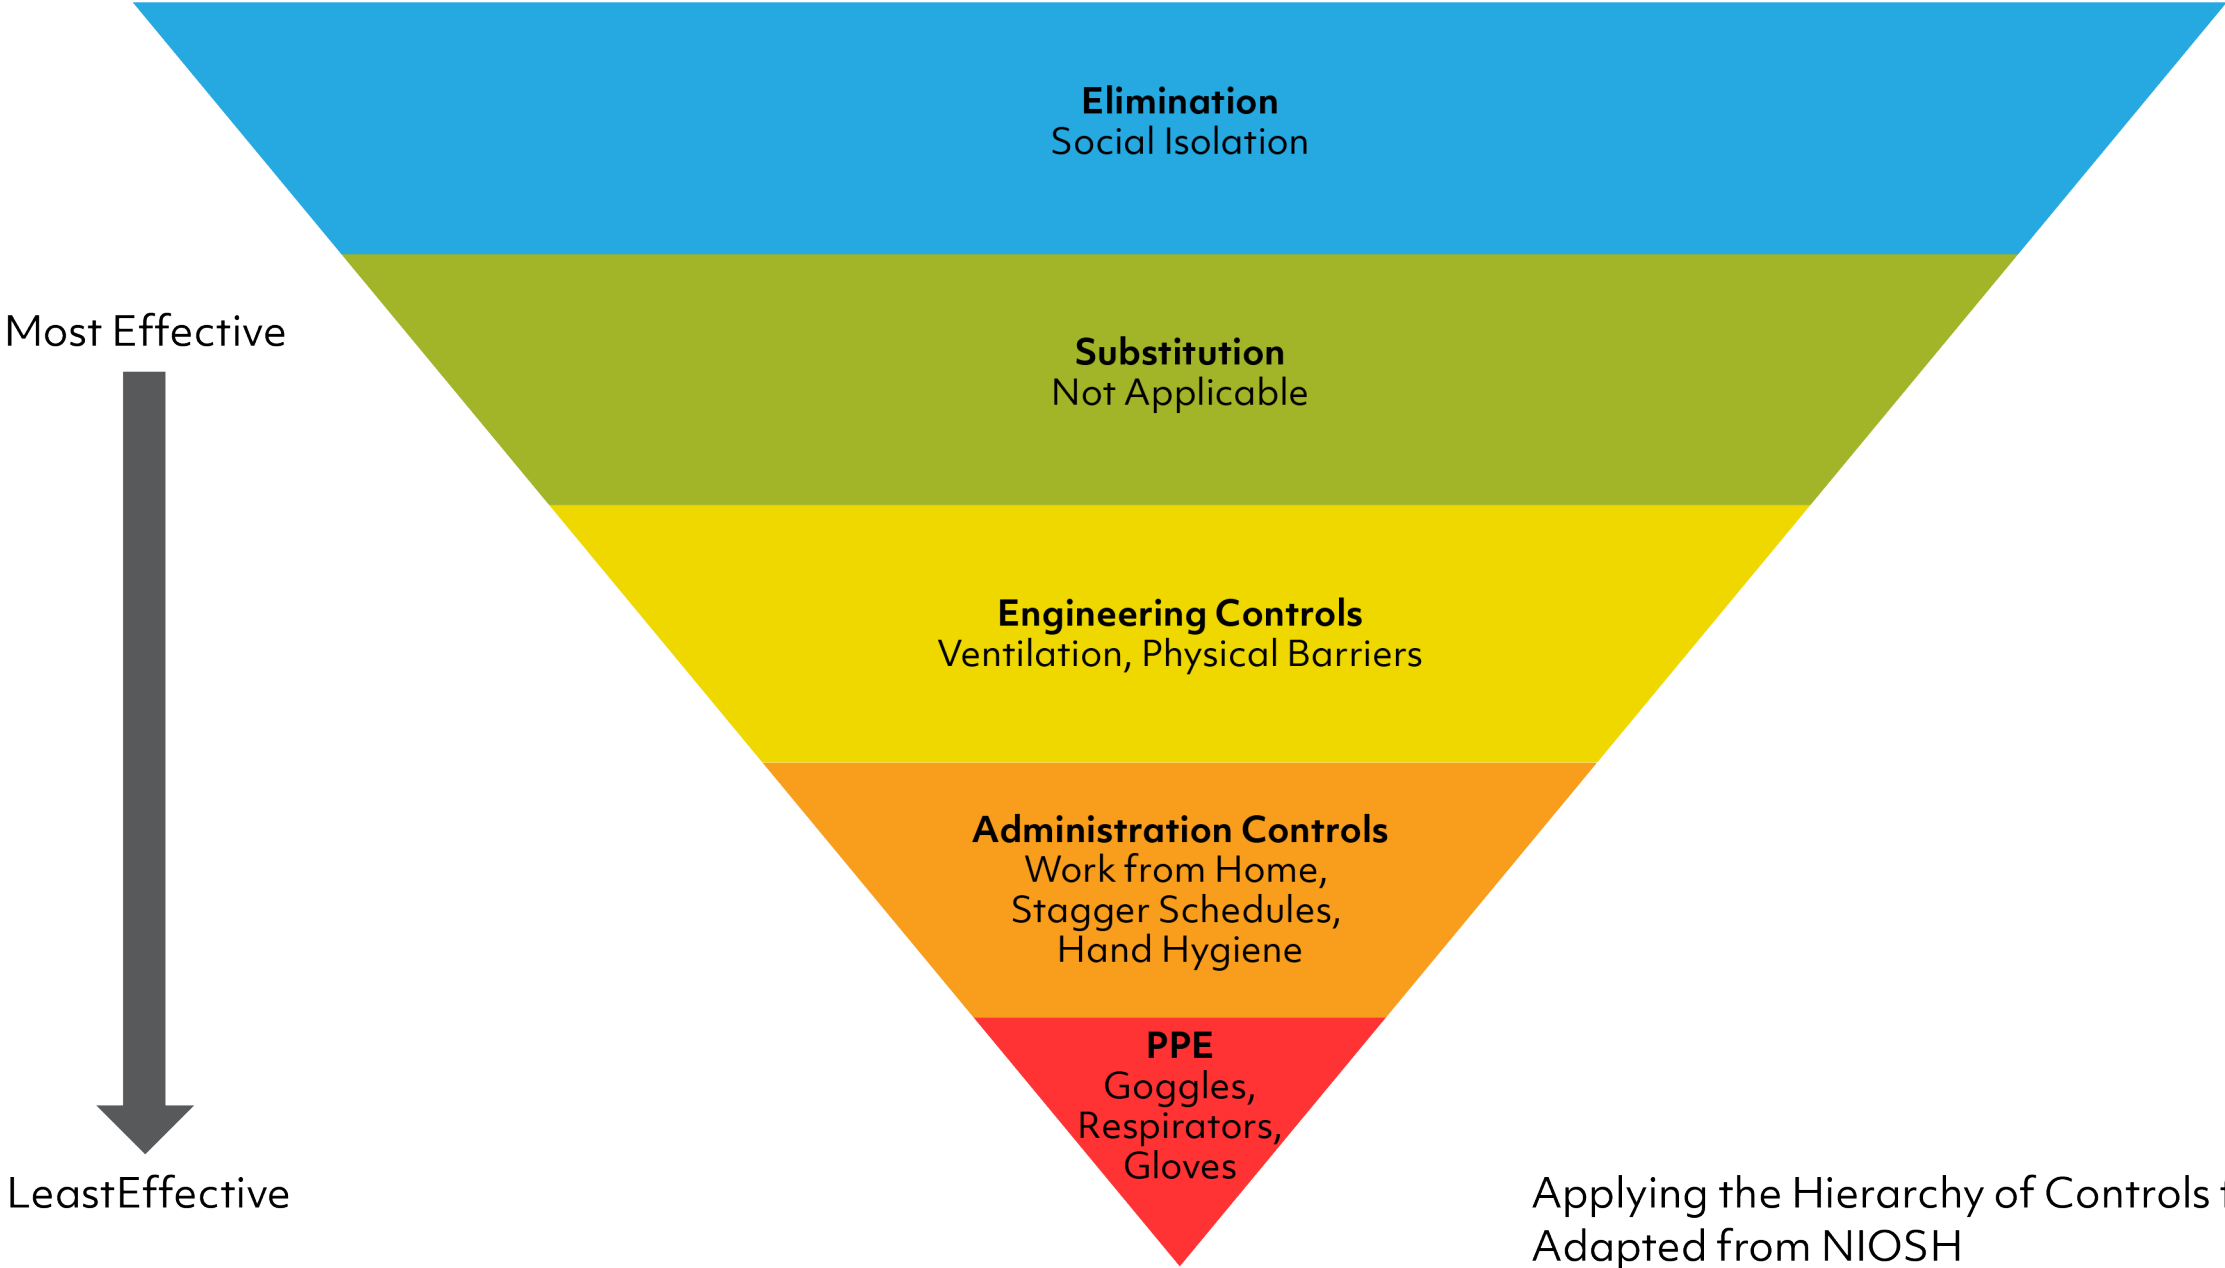 Elimination
Social Isolation
Most Effective
Substitution
Not Applicable
Engineering Controls
Ventilation, Physical Barriers
Administration Controls
Work from Home,
Stagger Schedules,
Hand Hygiene
PPE
Goggles,
Respirators,
Gloves
LeastEffective
Applying the Hierarchy of Controls
Adapted from NIOSH